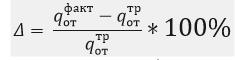 Δ = (q_от^факт − q_от^тр) / q_от^тр * 100%